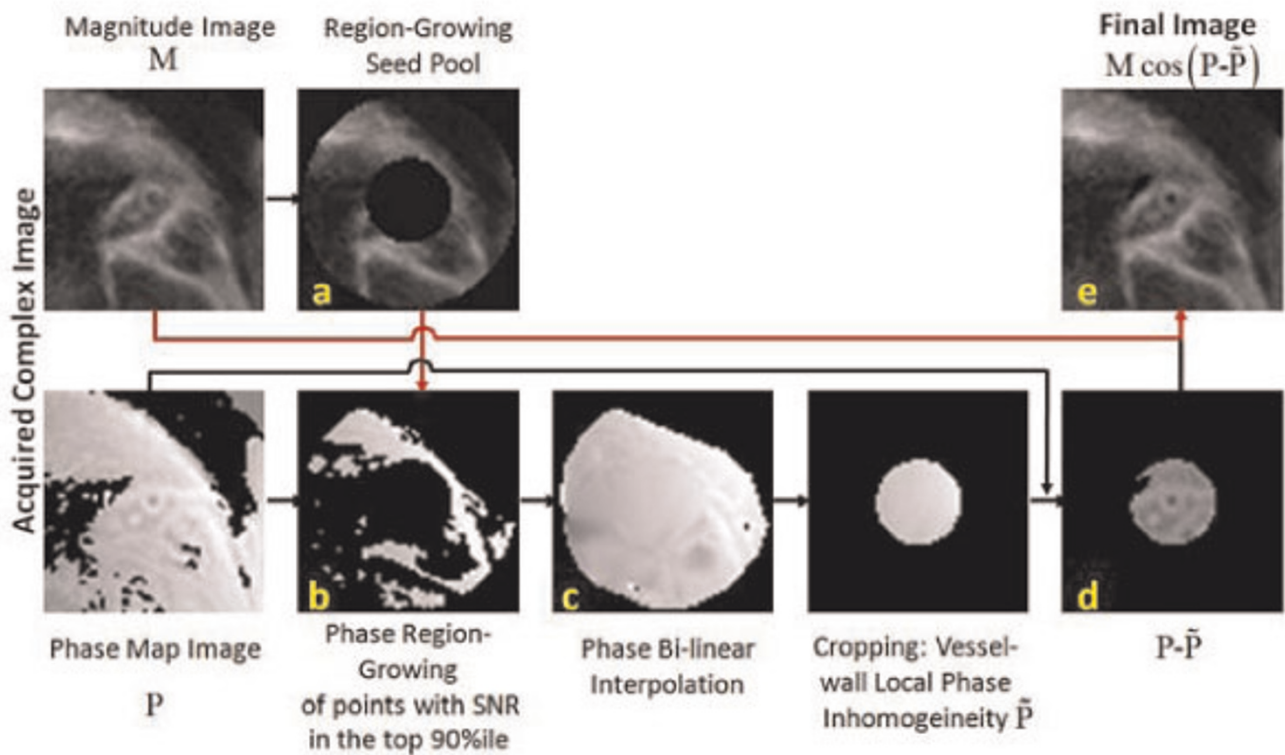 Magnitude Image
M
Region-Growing
Seed Pool
Final Image
M cos(P-P̃)
Acquired Complex Image
a
e
b
c
d
Phase Map Image
P
Phase Region-
Growing
of points with SNR
in the top 90%ile
Phase Bi-linear
Interpolation
Cropping: Vessel-
wall Local Phase
Inhomogeineity P̃
P-P̃